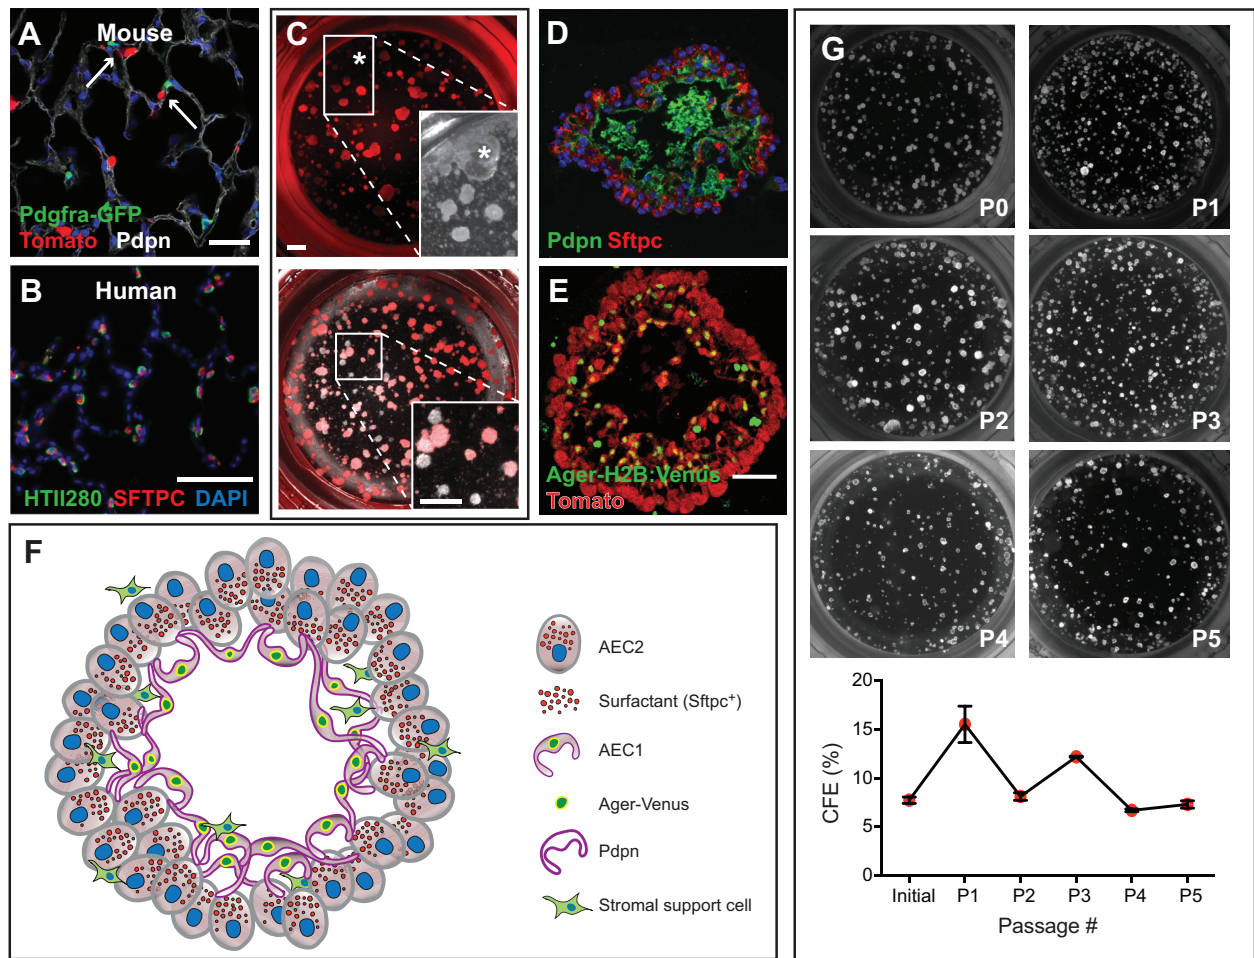 A
Mouse
Pdgfra-GFP
Tomato Pdpn
B
Human
HTII280 SFTPC DAPI
C
*
*
D
Pdpn Sftpc
E
Ager-H2B:Venus
Tomato
F
AEC2
Surfactant (Sftpc⁺)
AEC1
Ager-Venus
Pdpn
Stromal support cell
G
P0
P1
P2
P3
P4
P5
20
15
10
5
0
CFE (%)
Initial P1 P2 P3 P4 P5
Passage #